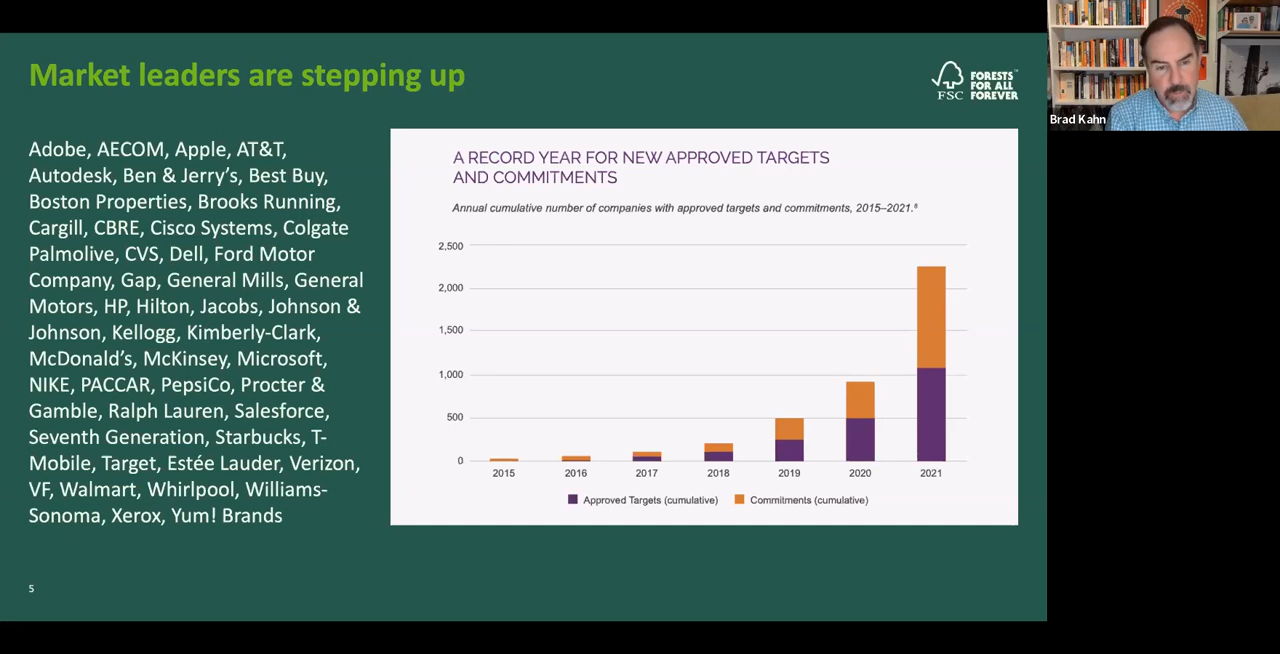 Market leaders are stepping up
FSC
FORESTS
FOR ALL
FOREVER™
Brad Kahn
Adobe, AECOM, Apple, AT&T,
Autodesk, Ben & Jerry's, Best Buy,
Boston Properties, Brooks Running,
Cargill, CBRE, Cisco Systems, Colgate
Palmolive, CVS, Dell, Ford Motor
Company, Gap, General Mills, General
Motors, HP, Hilton, Jacobs, Johnson &
Johnson, Kellogg, Kimberly-Clark,
McDonald's, McKinsey, Microsoft,
NIKE, PACCAR, PepsiCo, Procter &
Gamble, Ralph Lauren, Salesforce,
Seventh Generation, Starbucks, T-
Mobile, Target, Estée Lauder, Verizon,
VF, Walmart, Whirlpool, Williams-
Sonoma, Xerox, Yum! Brands
A RECORD YEAR FOR NEW APPROVED TARGETS
AND COMMITMENTS
Annual cumulative number of companies with approved targets and commitments, 2015–2021.⁸
2,500
2,000
1,500
1,000
500
0
2015 2016 2017 2018 2019 2020 2021
Approved Targets (cumulative) Commitments (cumulative)
5